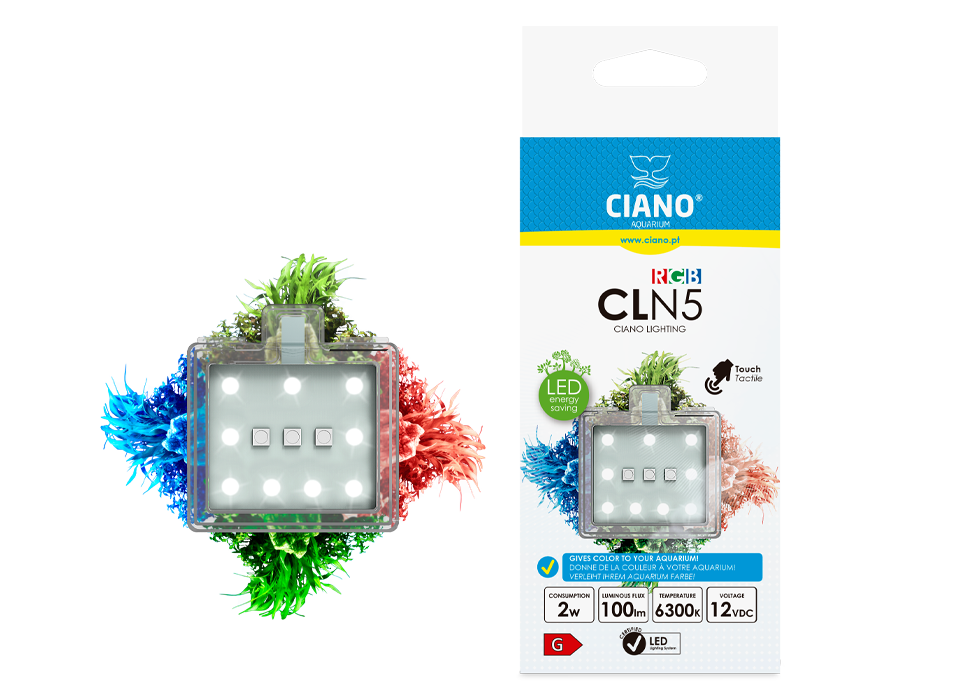 CIANO®
AQUARIUM
www.ciano.pt
RGB
CLN5
CIANO LIGHTING
LED
energy
saving
Touch
Tactile
GIVES COLOR TO YOUR AQUARIUM!
DONNE DE LA COULEUR À VOTRE AQUARIUM!
VERLEIHT IHREM AQUARIUM FARBE!
CONSUMPTION
2W
LUMINOUS FLUX
100lm
TEMPERATURE
6300K
VOLTAGE
12VDC
G
CERTIFIED
LED
Lighting System